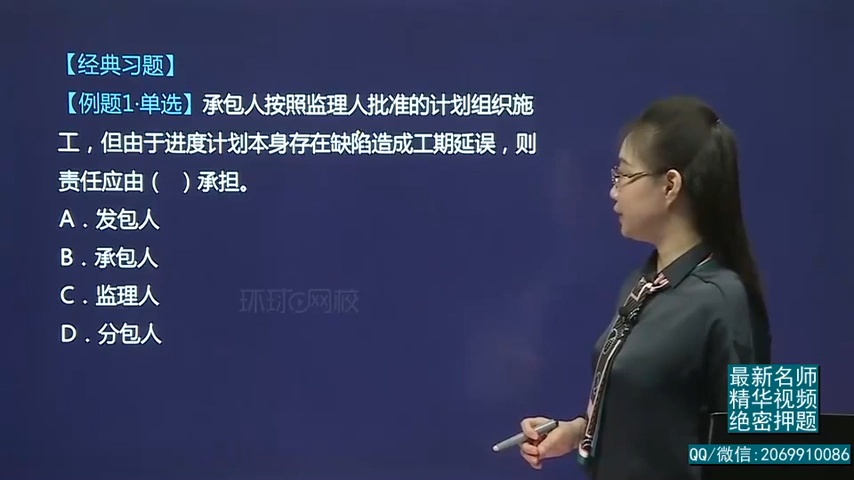 【经典习题】
【例题1·单选】承包人按照监理人批准的计划组织施
工，但由于进度计划本身存在缺陷造成工期延误，则
责任应由（　）承担。
A．发包人
B．承包人
C．监理人
D．分包人
环球网校
最新名师
精华视频
绝密押题
QQ/微信:2069910086